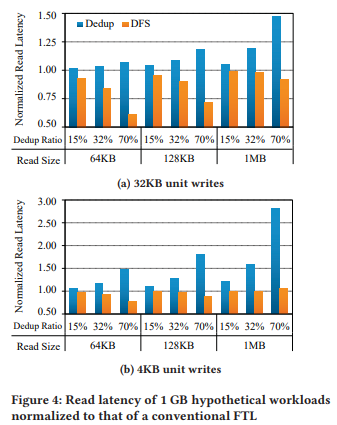 Dedup DFS
Normalized Read Latency
1.50
1.25
1.00
0.75
0.50
Dedup Ratio 15% 32% 70% 15% 32% 70% 15% 32% 70%
Read Size 64KB 128KB 1MB
(a) 32KB unit writes
Normalized Read Latency
3.00
2.50
2.00
1.50
1.00
0.50
Dedup Ratio 15% 32% 70% 15% 32% 70% 15% 32% 70%
Read Size 64KB 128KB 1MB
(b) 4KB unit writes
Figure 4: Read latency of 1 GB hypothetical workloads
normalized to that of a conventional FTL